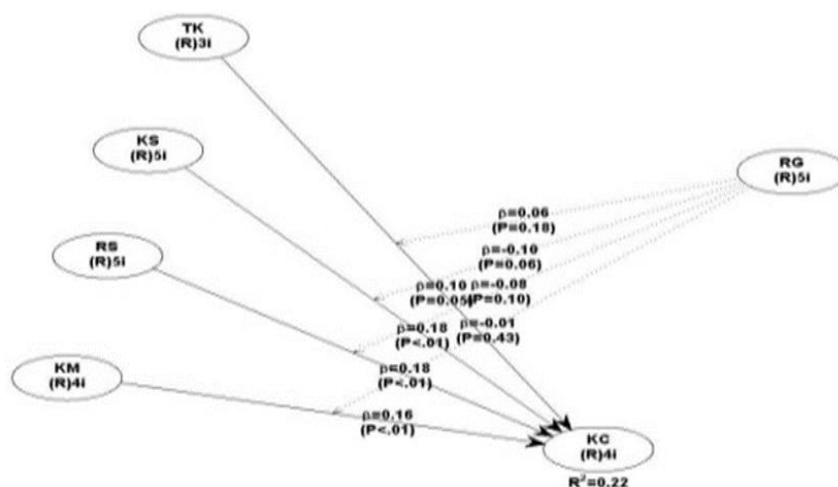 TK
(R)3i
KS
(R)5i
RG
(R)5i
β=0.06
(P=0.18)
RS
(R)5i
β=-0.10
(P=0.06)
β=0.10
(P=0.05)
β=-0.08
(P=0.10)
β=0.18
(P<.01)
β=-0.01
(P=0.43)
KM
(R)4i
β=0.18
(P<.01)
β=0.16
(P<.01)
KC
(R)4i
R²=0.22